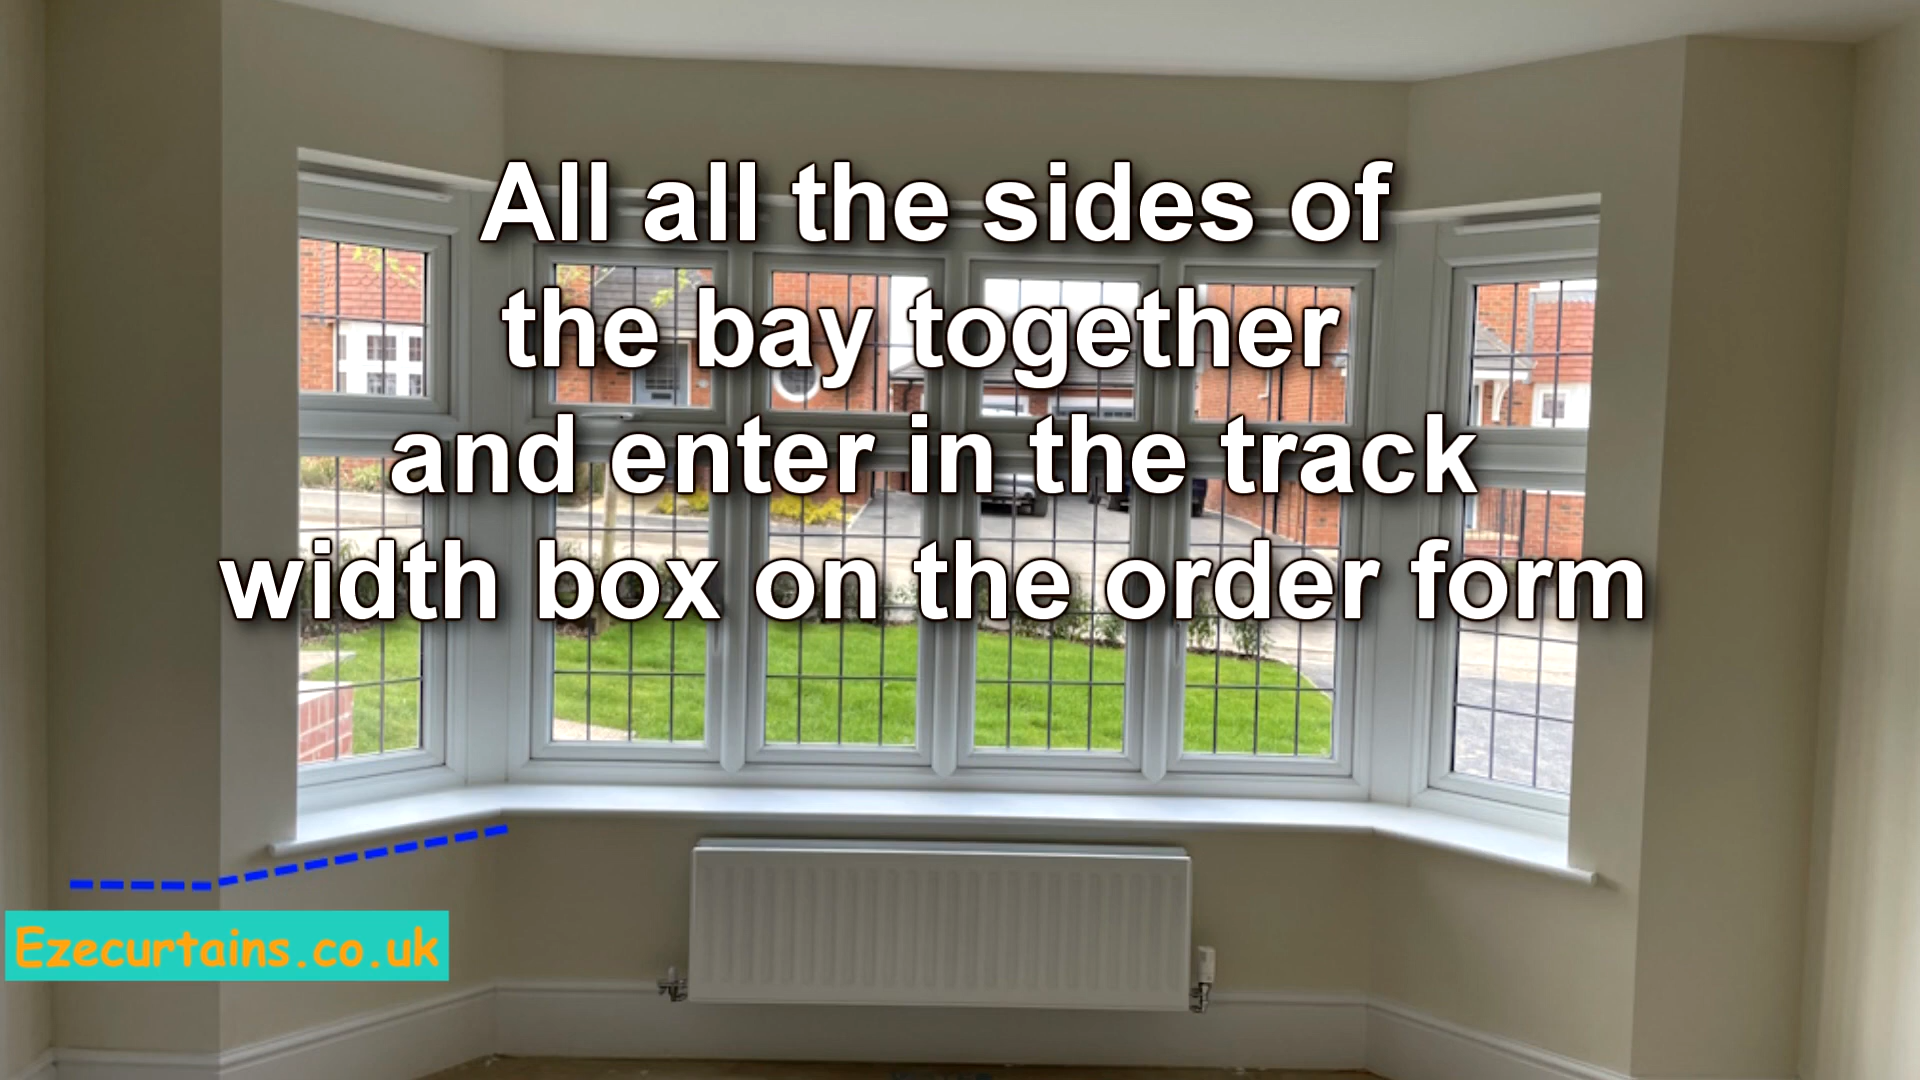 All all the sides of
the bay together
and enter in the track
width box on the order form
Ezecurtains.co.uk